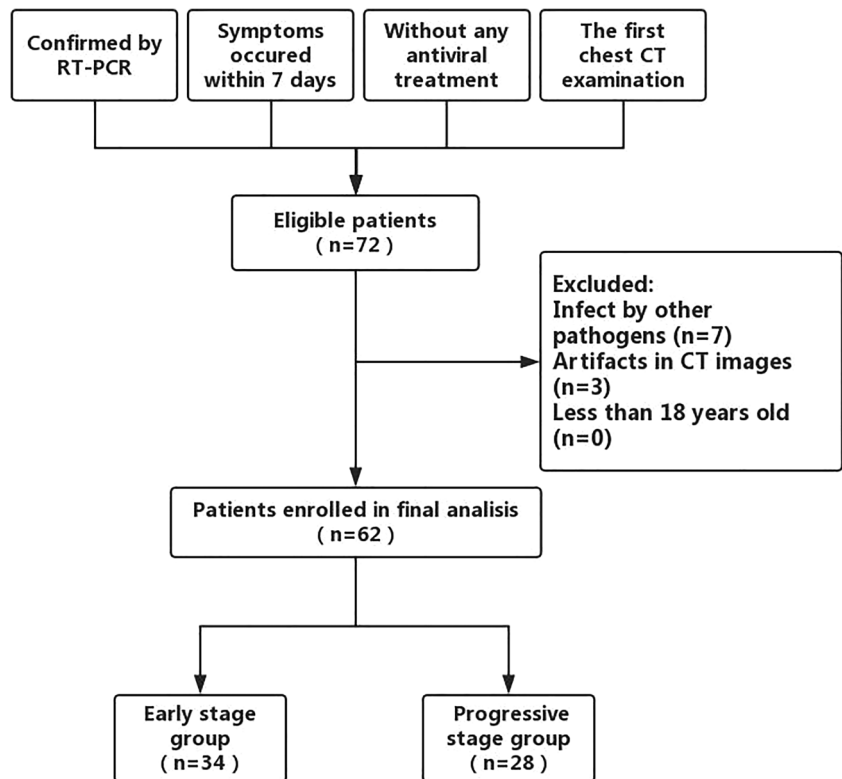 Confirmed by
RT-PCR
Symptoms
occured
within 7 days
Without any
antiviral
treatment
The first
chest CT
examination
Eligible patients
( n=72 )
Excluded:
Infect by other
pathogens (n=7)
Artifacts in CT images
(n=3)
Less than 18 years old
(n=0)
Patients enrolled in final analisis
( n=62 )
Early stage
group
( n=34 )
Progressive
stage group
( n=28 )